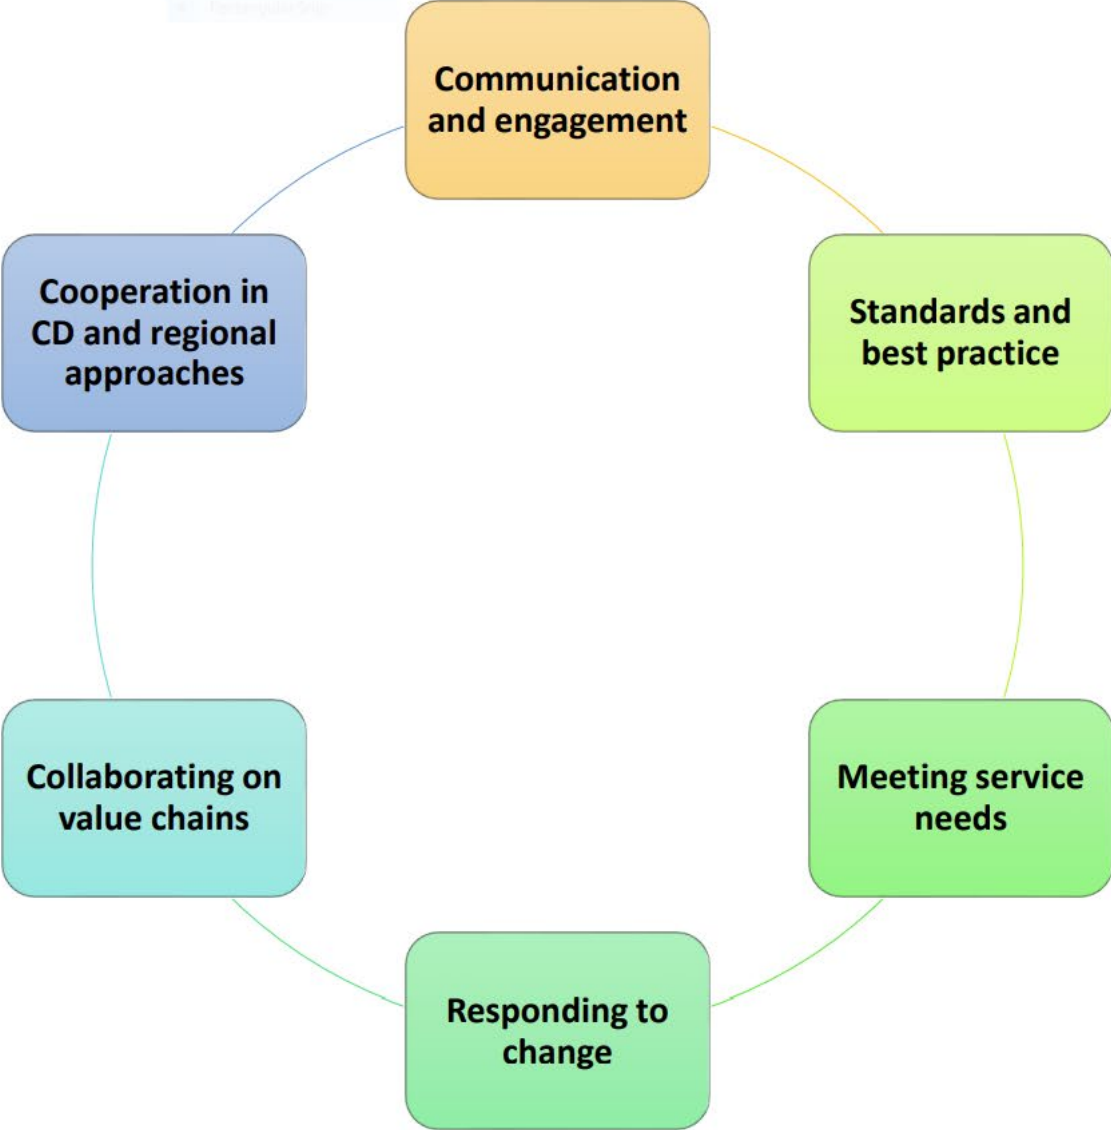 Communication
and engagement
Standards and
best practice
Meeting service
needs
Responding to
change
Collaborating on
value chains
Cooperation in
CD and regional
approaches